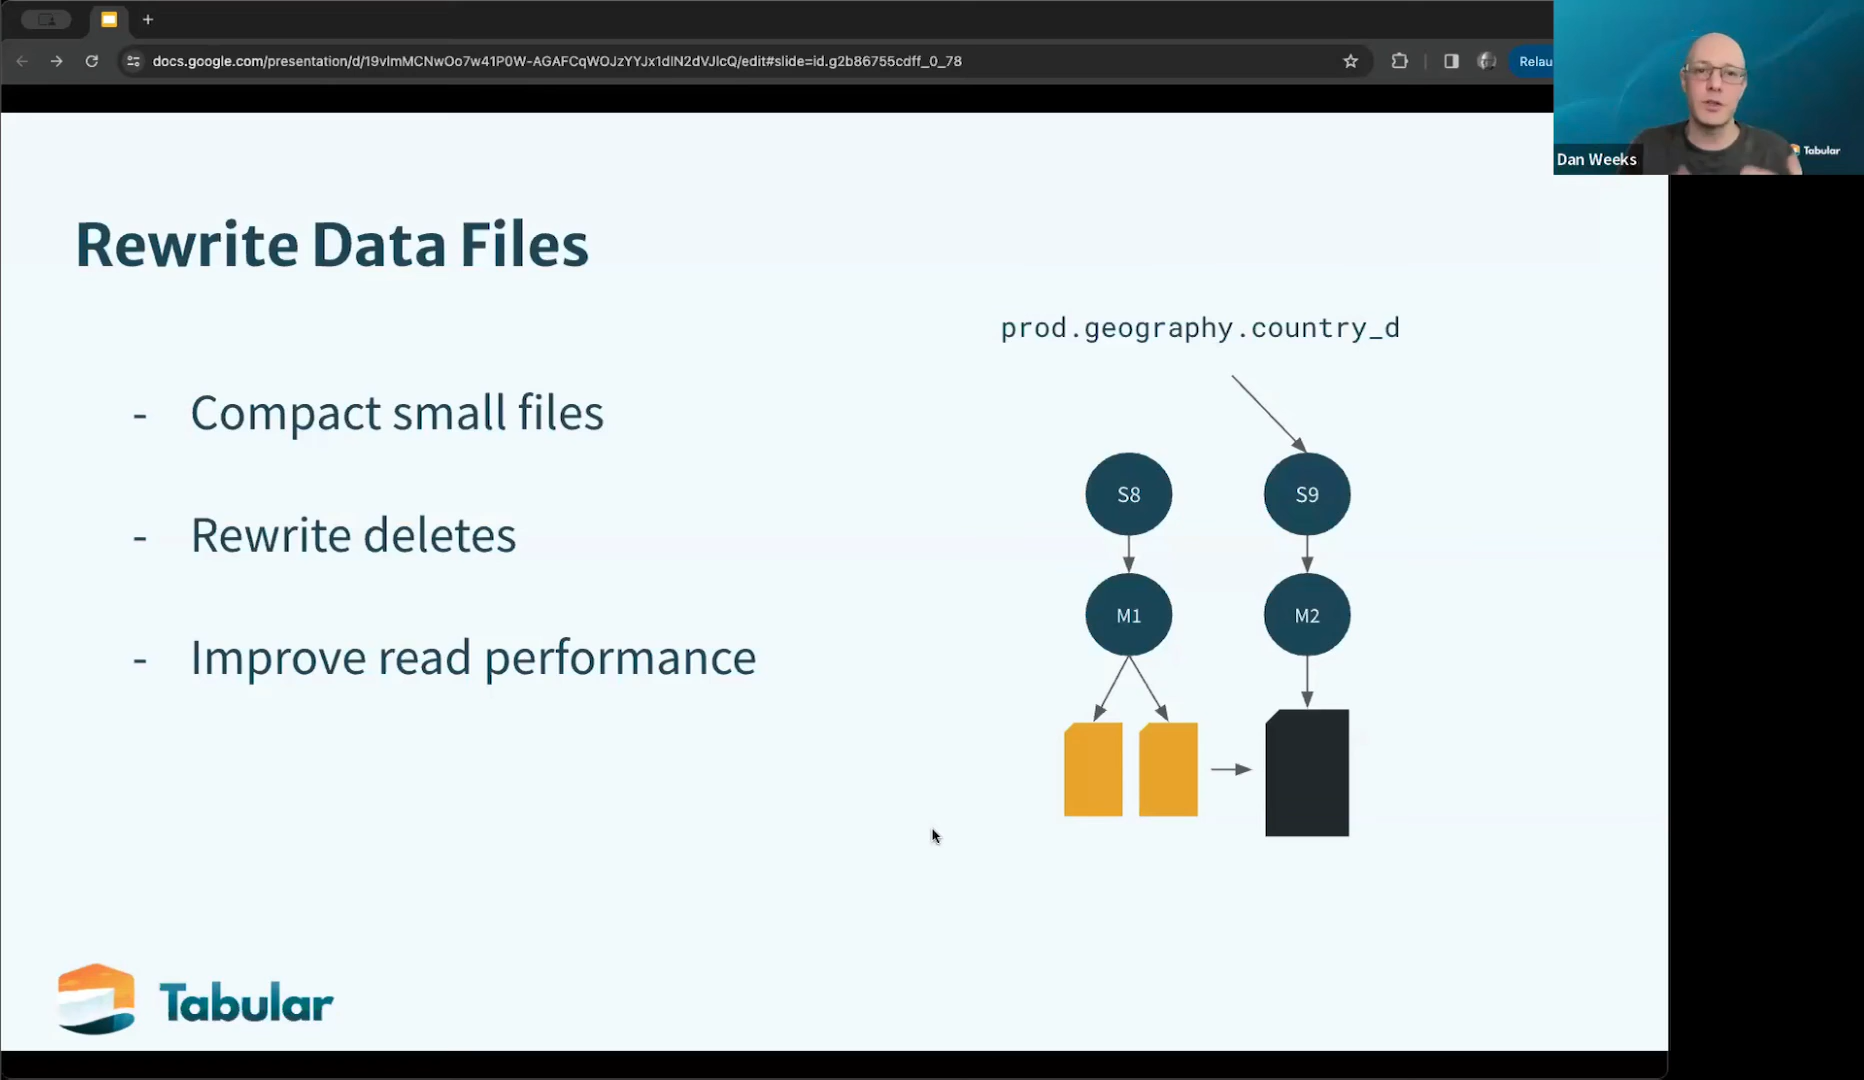 docs.google.com/presentation/d/19vlmMCNwOo7w41P0W-AGAFCqWOJzYYJx1dlN2dVJlcQ/edit#slide=id.g2b86755cdff_0_78
Relau
Tabular
Dan Weeks
Rewrite Data Files
prod.geography.country_d
- Compact small files
- Rewrite deletes
- Improve read performance
S8
S9
M1
M2
Tabular